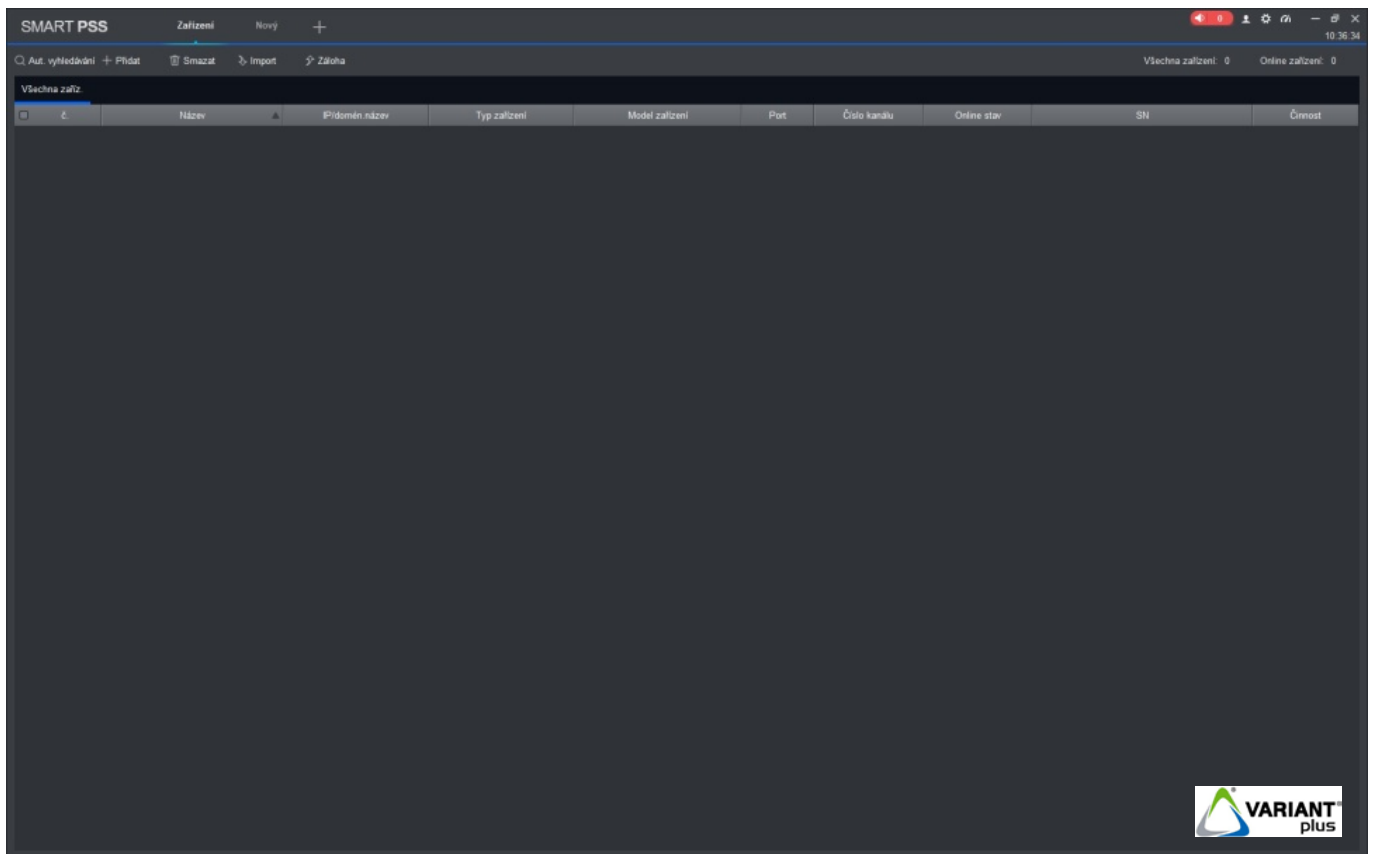 SMART PSS Zařízení Nový
0
10:36:34
Aut. vyhledávání Přidat Smazat Import Záloha Všechna zařízení: 0 Online zařízení: 0
Všechna zaříz.
č. Název IP/domén.název Typ zařízení Model zařízení Port Číslo kanálu Online stav SN Činnost
VARIANT
plus